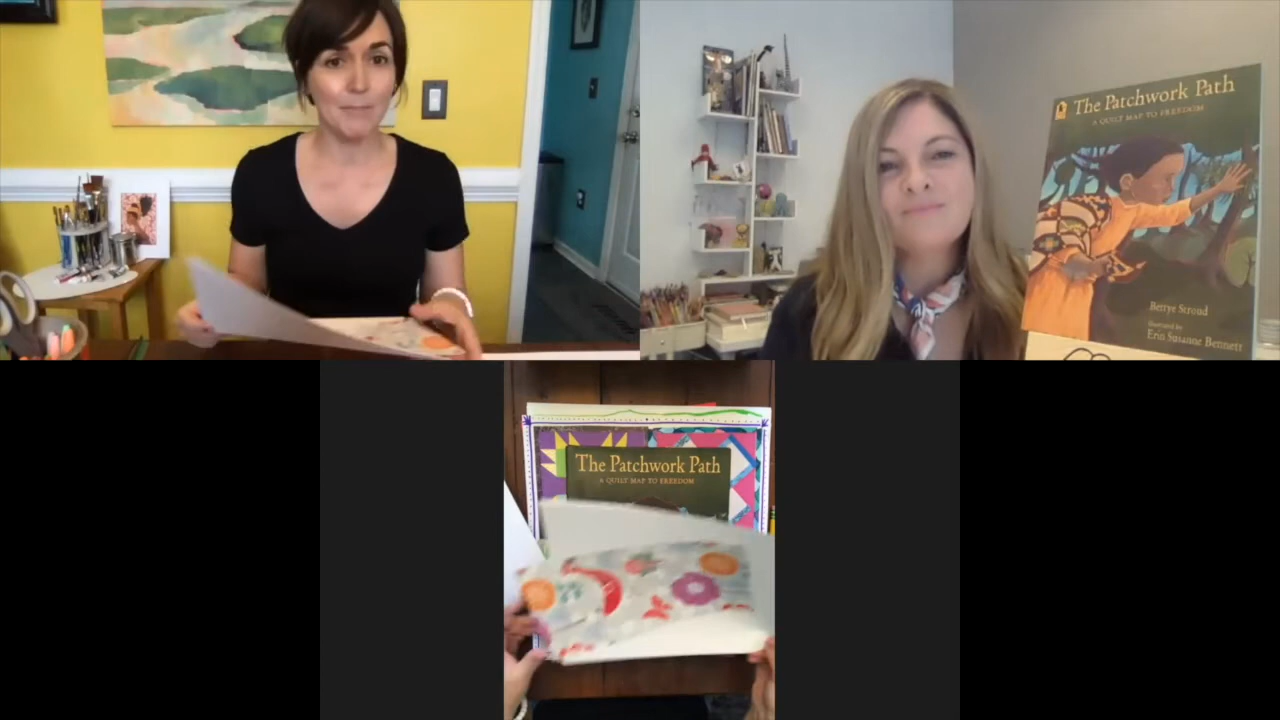 The Patchwork Path
A QUILT MAP TO FREEDOM
Bettye Stroud
illustrated by
Erin Susanne Bennett
The Patchwork Path
A QUILT MAP TO FREEDOM